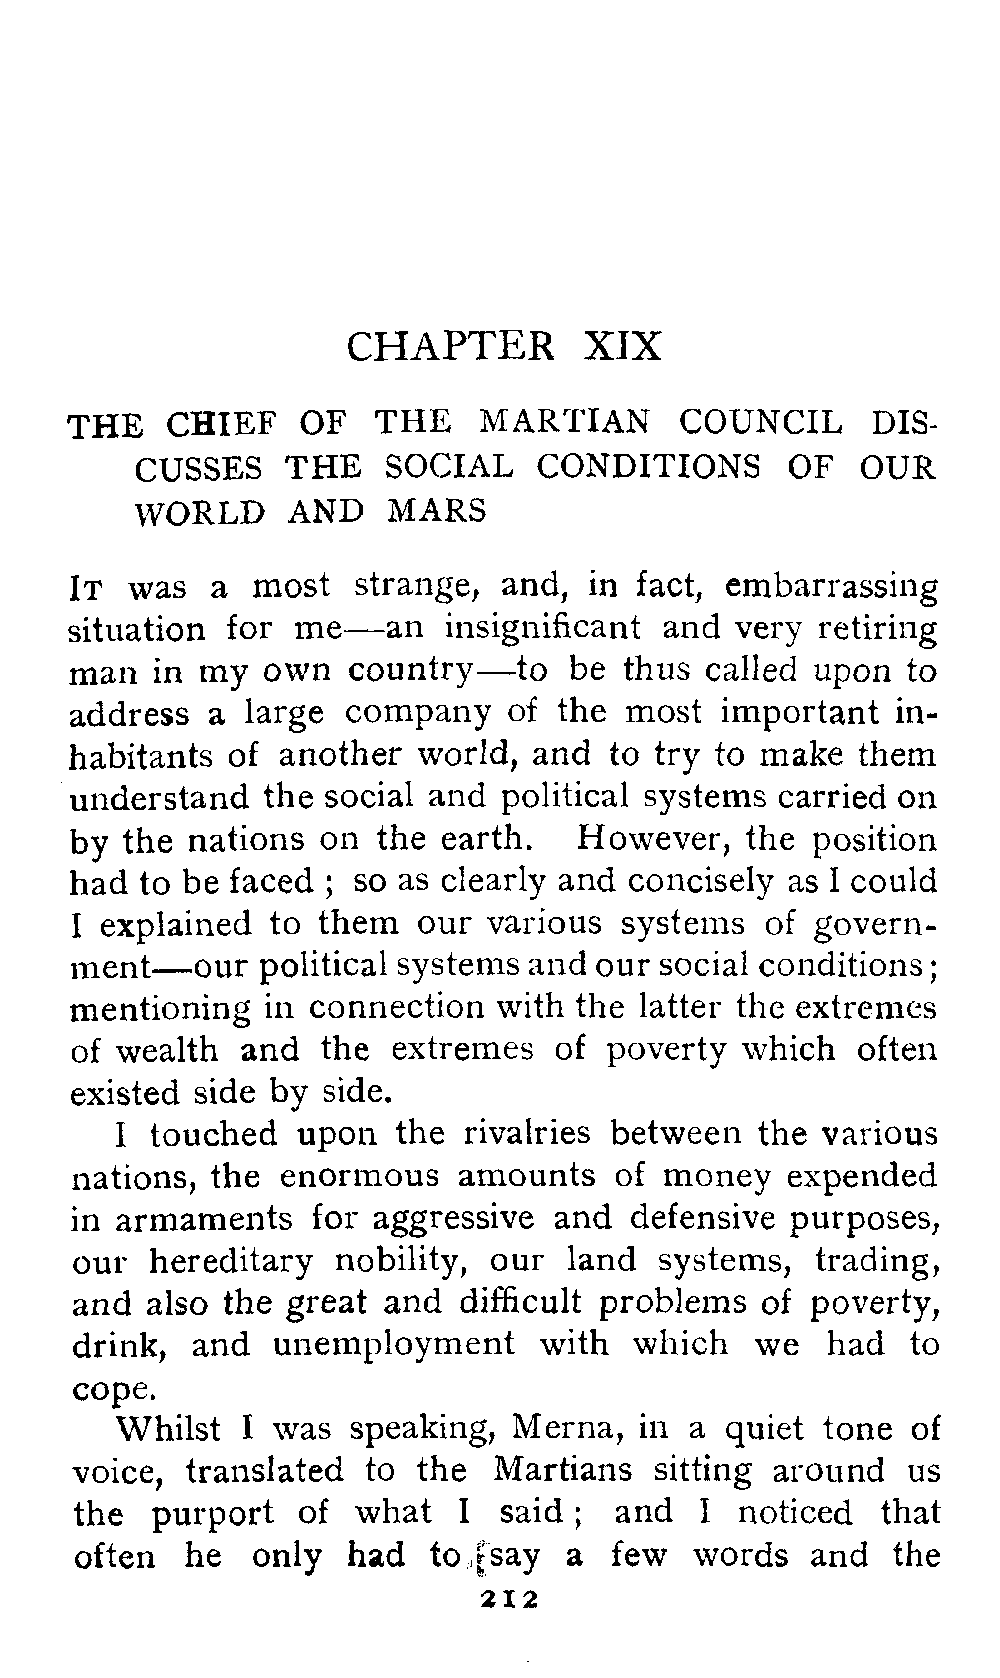 CHAPTER XIX
THE CHIEF OF THE MARTIAN COUNCIL DIS-
CUSSES THE SOCIAL CONDITIONS OF OUR
WORLD AND MARS
IT was a most strange, and, in fact, embarrassing
situation for me—an insignificant and very retiring
man in my own country—to be thus called upon to
address a large company of the most important in-
habitants of another world, and to try to make them
understand the social and political systems carried on
by the nations on the earth. However, the position
had to be faced ; so as clearly and concisely as I could
I explained to them our various systems of govern-
ment—our political systems and our social conditions ;
mentioning in connection with the latter the extremes
of wealth and the extremes of poverty which often
existed side by side.
I touched upon the rivalries between the various
nations, the enormous amounts of money expended
in armaments for aggressive and defensive purposes,
our hereditary nobility, our land systems, trading,
and also the great and difficult problems of poverty,
drink, and unemployment with which we had to
cope.
Whilst I was speaking, Merna, in a quiet tone of
voice, translated to the Martians sitting around us
the purport of what I said ; and I noticed that
often he only had to say a few words and the
212